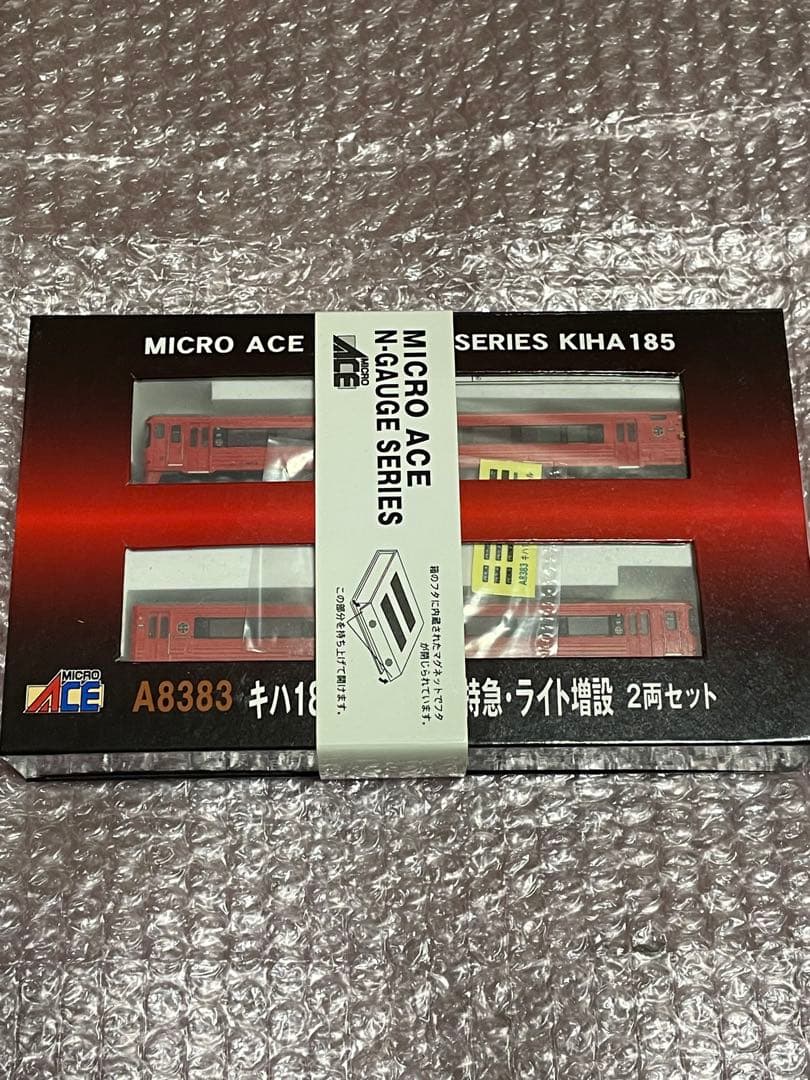 MICRO ACE
SERIES KIHA185
MICRO ACE
N-GAUGE SERIES
MICRO
ACE
箱のフタに内蔵されたマグネットでフタ
が閉じられています。
この部分を持ち上げて開けます。
A8383 キハ
MICRO
ACE
A8383 キハ18
特急・ライト増設 2両セット